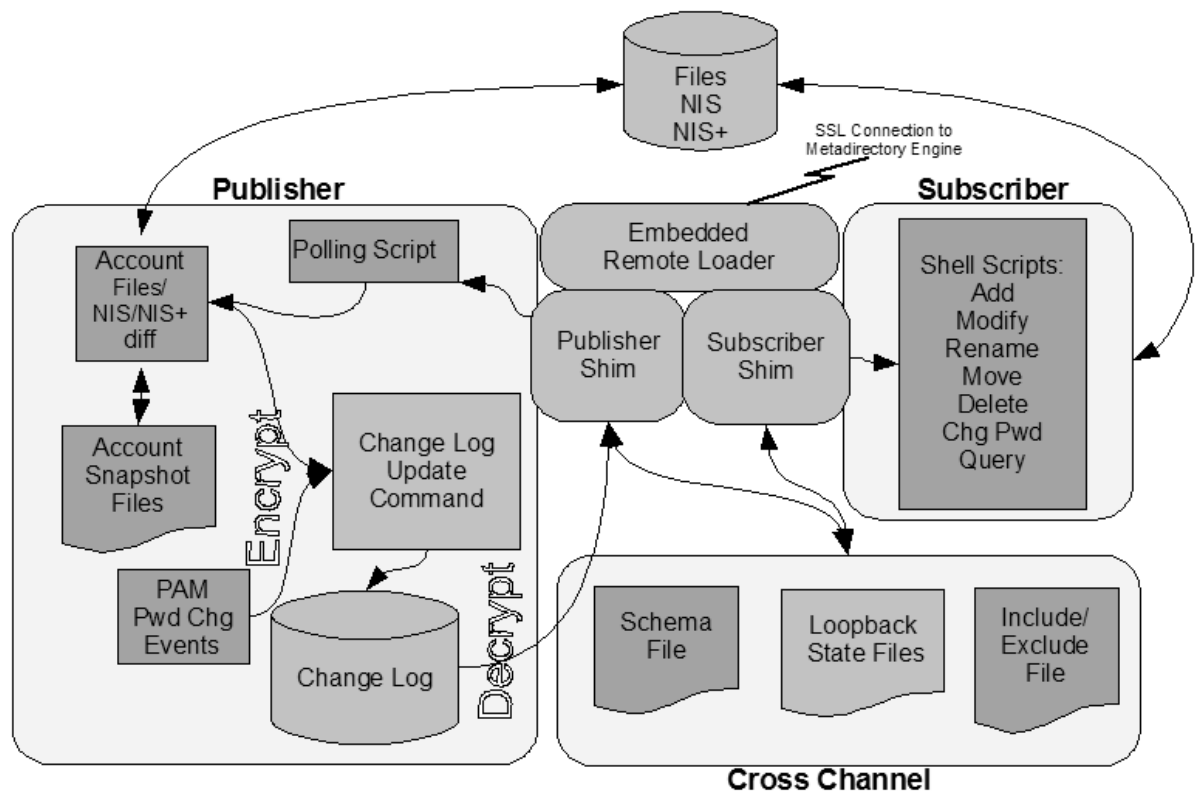 Files
NIS
NIS+
SSL Connection to
Metadirectory Engine
Publisher
Subscriber
Account
Files/
NIS/NIS+
diff
Polling Script
Embedded
Remote Loader
Publisher
Shim
Subscriber
Shim
Shell Scripts:
Add
Modify
Rename
Move
Delete
Chg Pwd
Query
Account
Snapshot
Files
Encrypt
Change Log
Update
Command
PAM
Pwd Chg
Events
Change Log
Decrypt
Schema
File
Loopback
State Files
Include/
Exclude
File
Cross Channel